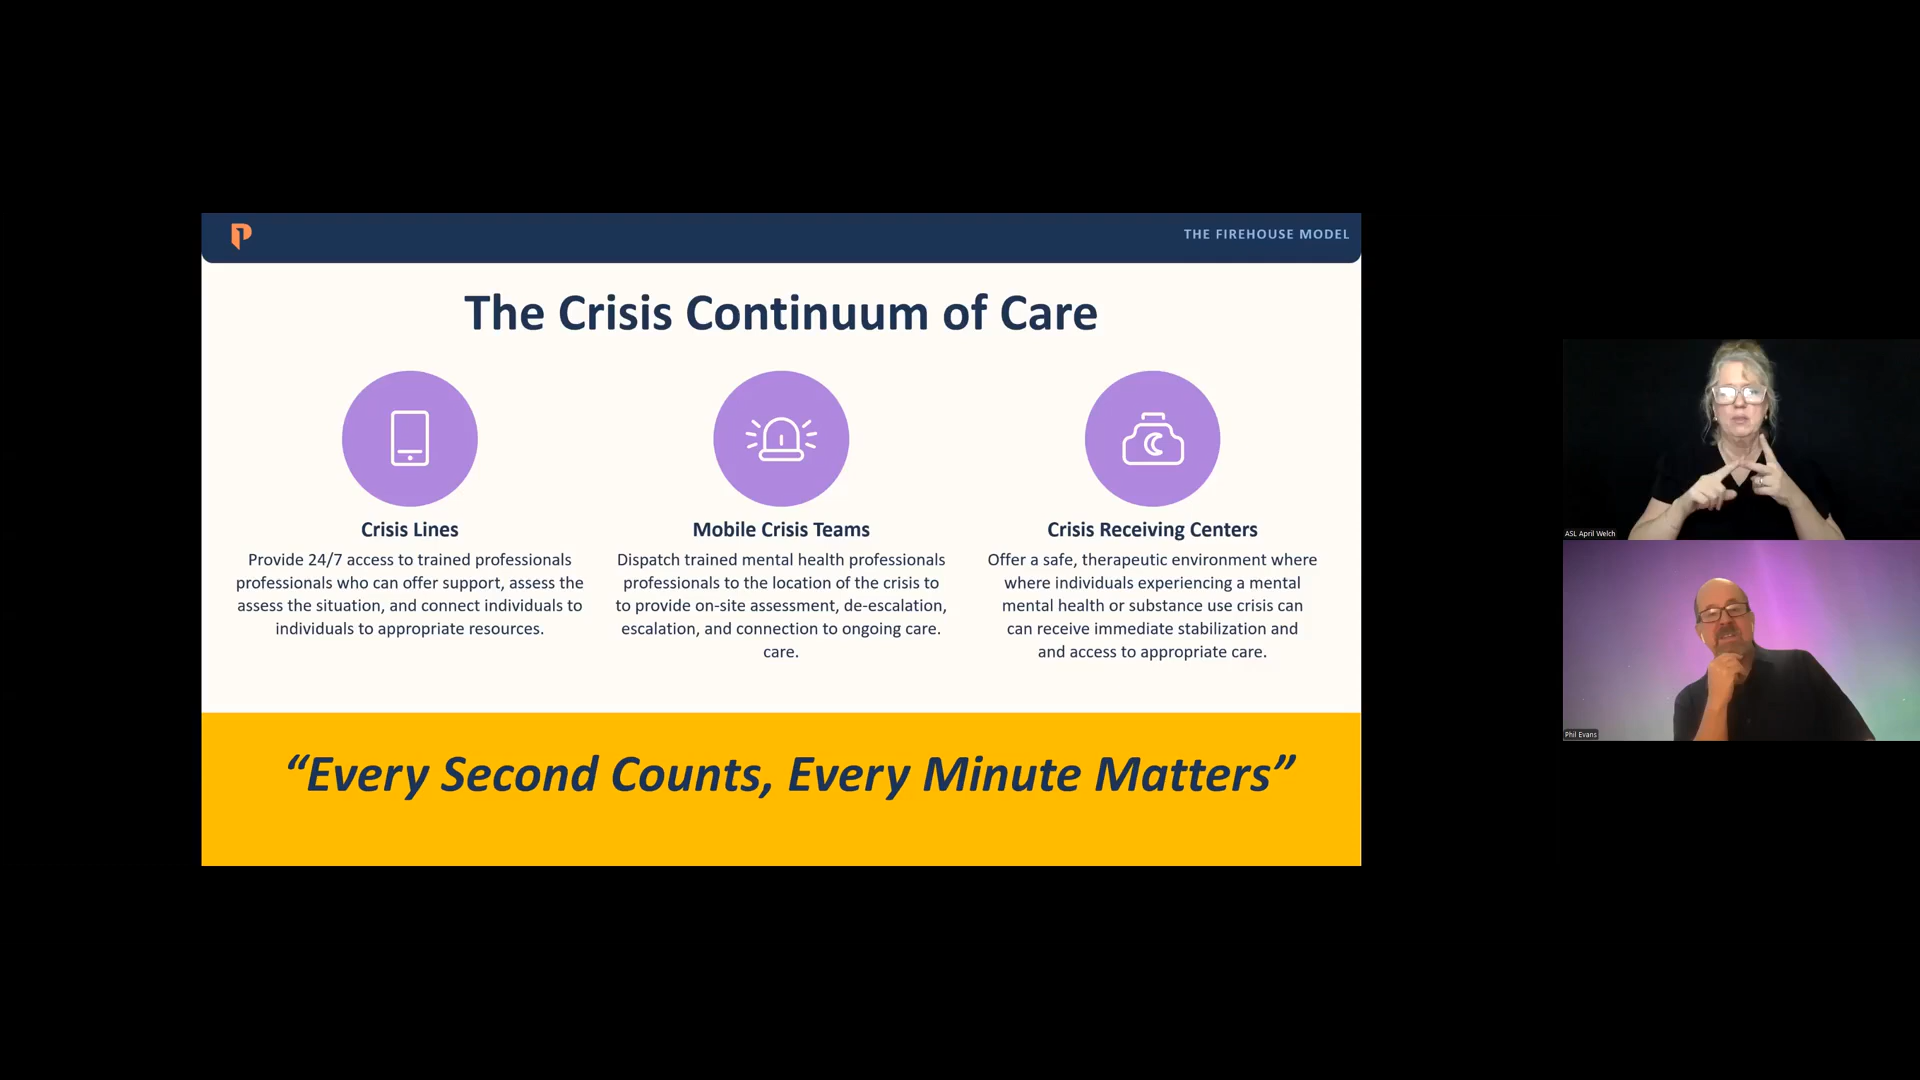 THE FIREHOUSE MODEL
The Crisis Continuum of Care
Crisis Lines
Provide 24/7 access to trained professionals
professionals who can offer support, assess the
assess the situation, and connect individuals to
individuals to appropriate resources.
Mobile Crisis Teams
Dispatch trained mental health professionals
professionals to the location of the crisis to
to provide on-site assessment, de-escalation,
escalation, and connection to ongoing care.
care.
Crisis Receiving Centers
Offer a safe, therapeutic environment where
where individuals experiencing a mental
mental health or substance use crisis can
can receive immediate stabilization and
and access to appropriate care.
“Every Second Counts, Every Minute Matters”
ASL April Welch
Phil Evans